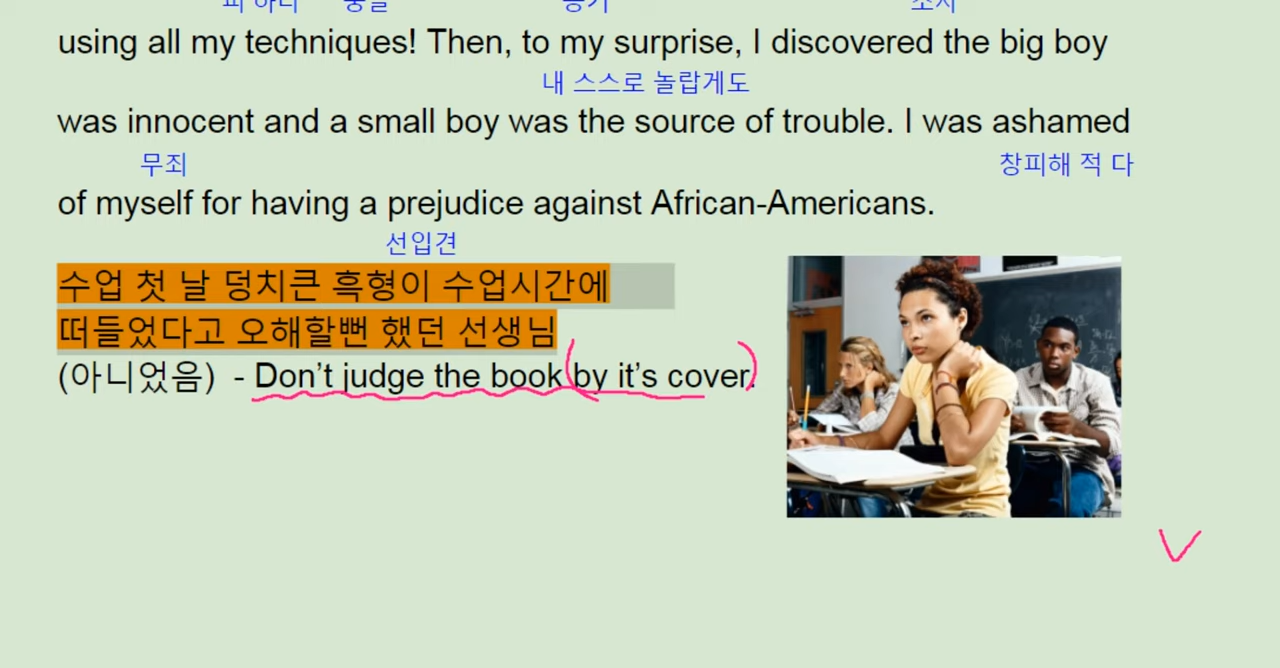 using all my techniques! Then, to my surprise, I discovered the big boy
내 스스로 놀랍게도
was innocent and a small boy was the source of trouble. I was ashamed
무죄 창피해 적 다
of myself for having a prejudice against African-Americans.
선입견
수업 첫 날 덩치큰 흑형이 수업시간에
떠들었다고 오해할뻔 했던 선생님
(아니었음) - Don't judge the book by it's cover.